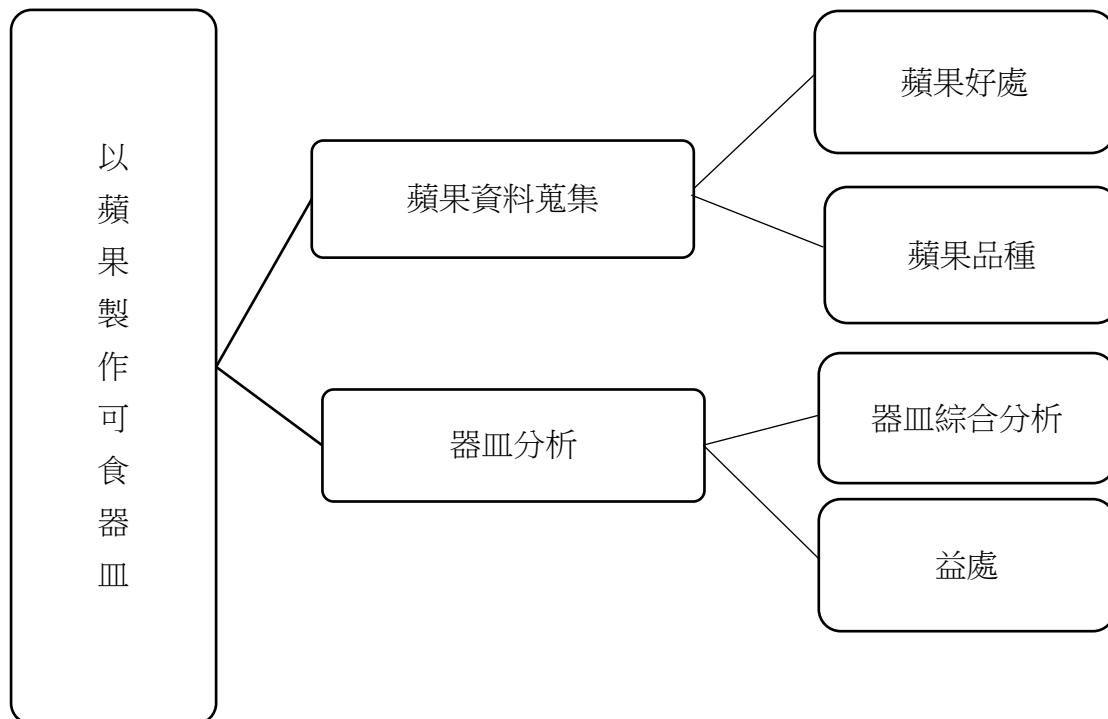 以蘋果製作可食器皿
蘋果資料蒐集
蘋果好處
蘋果品種
器皿分析
器皿綜合分析
益處